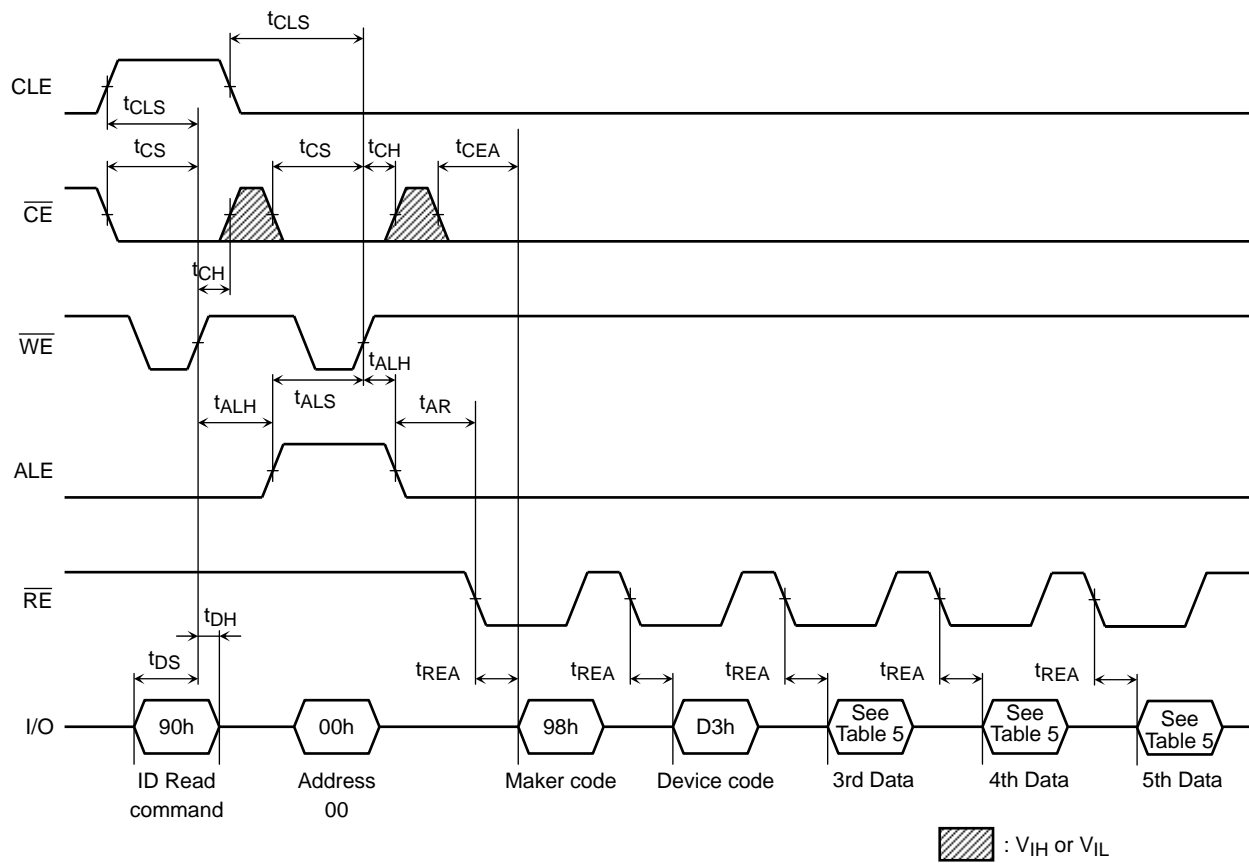 tCLS
CLE
tCLS
tCS
tCS
tCH
tCEA
CE
tCH
WE
tALH
tALH
tALS
tAR
ALE
RE
tDH
tDS
tREA
tREA
tREA
tREA
tREA
I/O
90h
00h
98h
D3h
See
Table 5
See
Table 5
See
Table 5
ID Read
command
Address
00
Maker code
Device code
3rd Data
4th Data
5th Data
: VIH or VIL